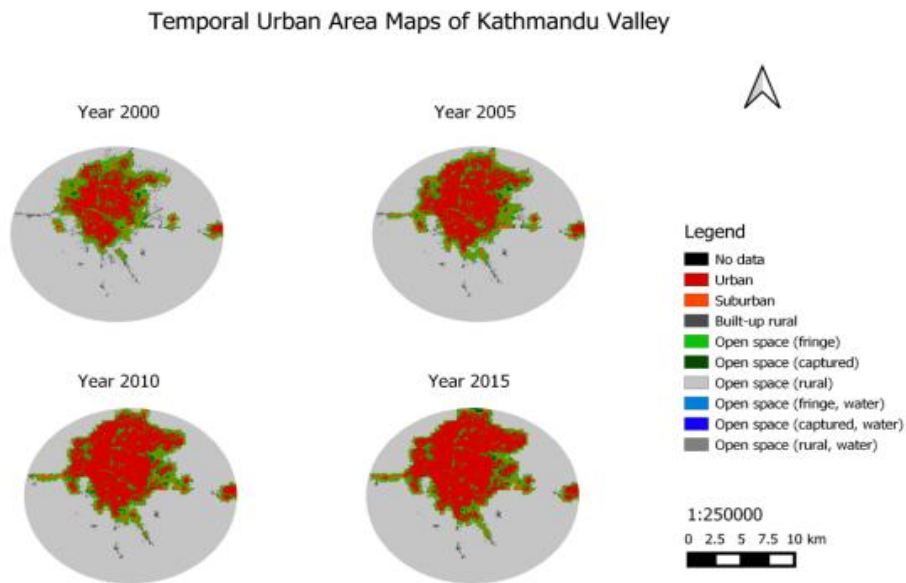 Temporal Urban Area Maps of Kathmandu Valley
Year 2000
Year 2005
Year 2010
Year 2015
Legend
No data
Urban
Suburban
Built-up rural
Open space (fringe)
Open space (captured)
Open space (rural)
Open space (fringe, water)
Open space (captured, water)
Open space (rural, water)
1:250000
0 2.5 5 7.5 10 km